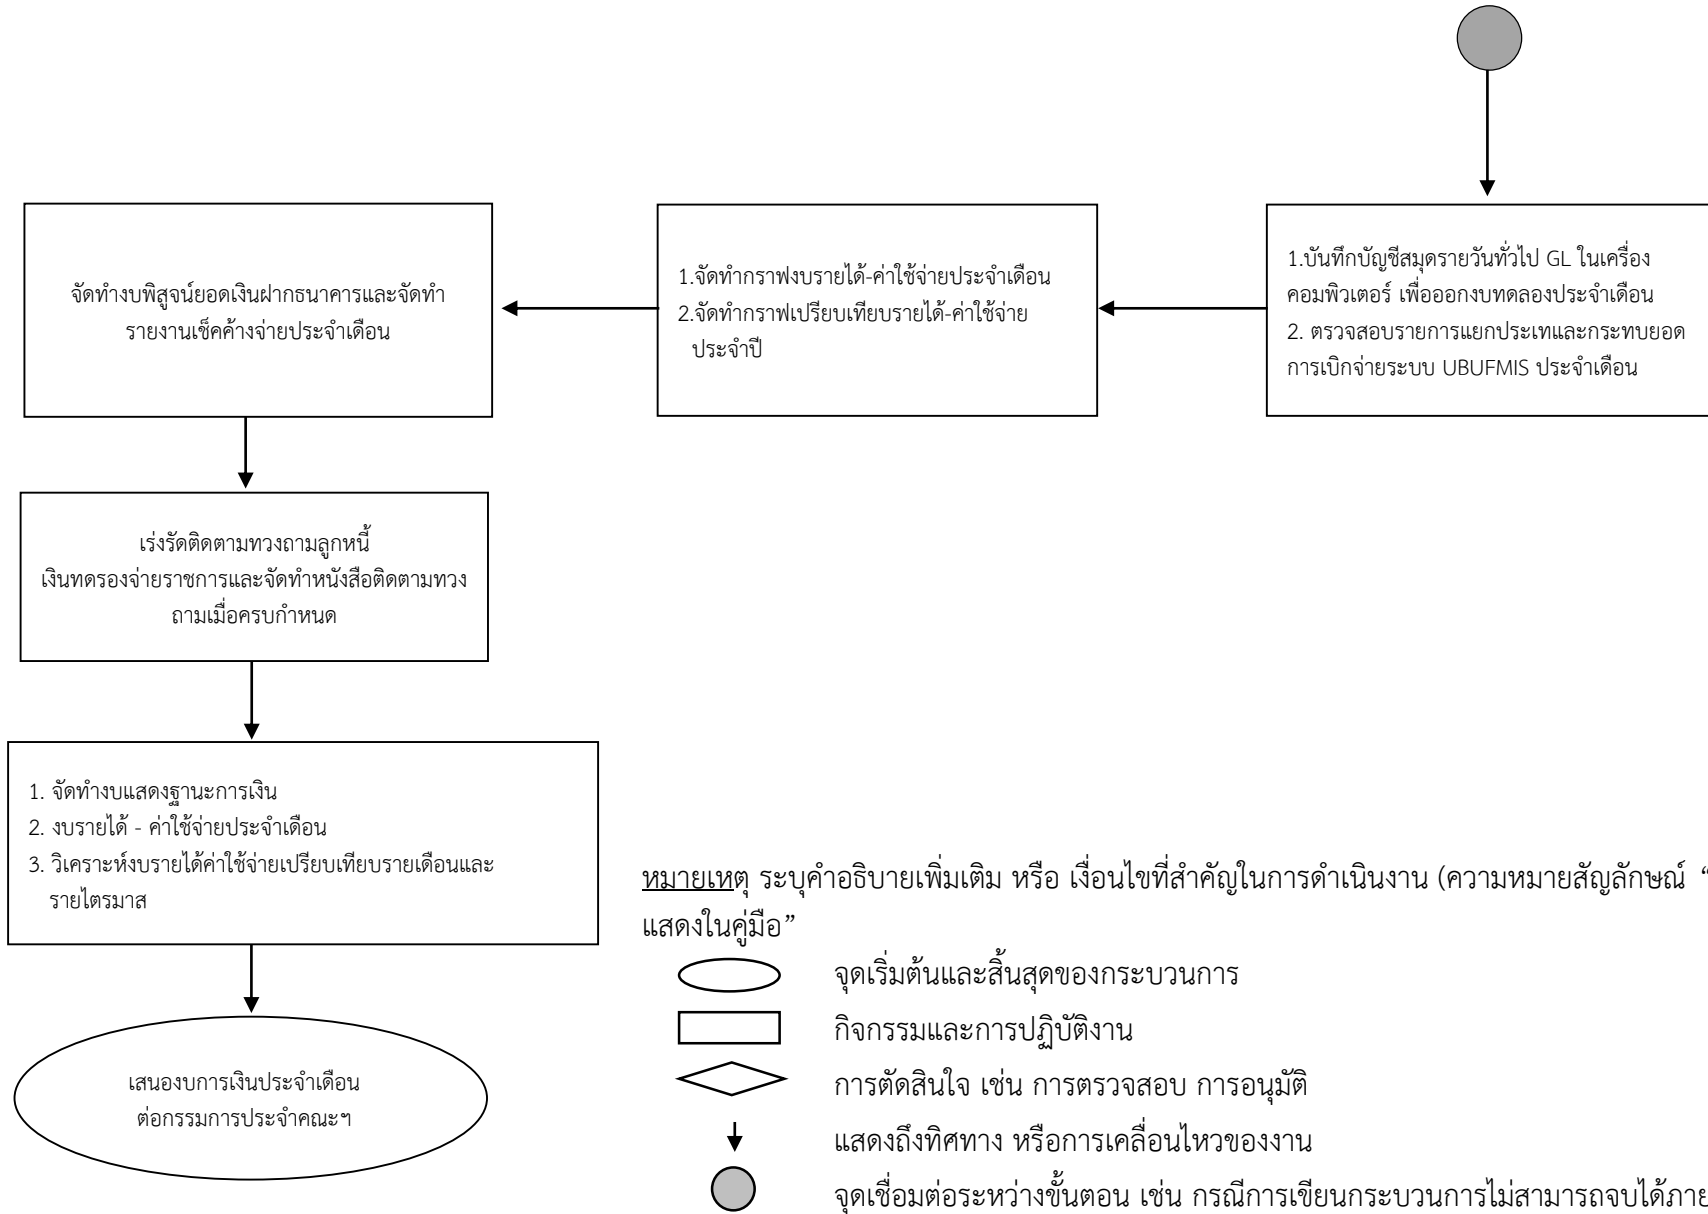 1.บันทึกบัญชีสมุดรายวันทั่วไป GL ในเครื่อง
คอมพิวเตอร์ เพื่อออกงบทดลองประจำเดือน
2. ตรวจสอบรายการแยกประเทและกระทบยอด
การเบิกจ่ายระบบ UBUFMIS ประจำเดือน
1.จัดทำกราฟงบรายได้-ค่าใช้จ่ายประจำเดือน
2.จัดทำกราฟเปรียบเทียบรายได้-ค่าใช้จ่าย
ประจำปี
จัดทำงบพิสูจน์ยอดเงินฝากธนาคารและจัดทำ
รายงานเช็คค้างจ่ายประจำเดือน
เร่งรัดติดตามทวงถามลูกหนี้
เงินทดรองจ่ายราชการและจัดทำหนังสือติดตามทวง
ถามเมื่อครบกำหนด
1. จัดทำงบแสดงฐานะการเงิน
2. งบรายได้ - ค่าใช้จ่ายประจำเดือน
3. วิเคราะห์งบรายได้ค่าใช้จ่ายเปรียบเทียบรายเดือนและ
รายไตรมาส
เสนองบการเงินประจำเดือน
ต่อกรรมการประจำคณะฯ
หมายเหตุ ระบุคำอธิบายเพิ่มเติม หรือ เงื่อนไขที่สำคัญในการดำเนินงาน (ความหมายสัญลักษณ์ “
แสดงในคู่มือ”
จุดเริ่มต้นและสิ้นสุดของกระบวนการ
กิจกรรมและการปฏิบัติงาน
การตัดสินใจ เช่น การตรวจสอบ การอนุมัติ
แสดงถึงทิศทาง หรือการเคลื่อนไหวของงาน
จุดเชื่อมต่อระหว่างขั้นตอน เช่น กรณีการเขียนกระบวนการไม่สามารถจบได้ภาย